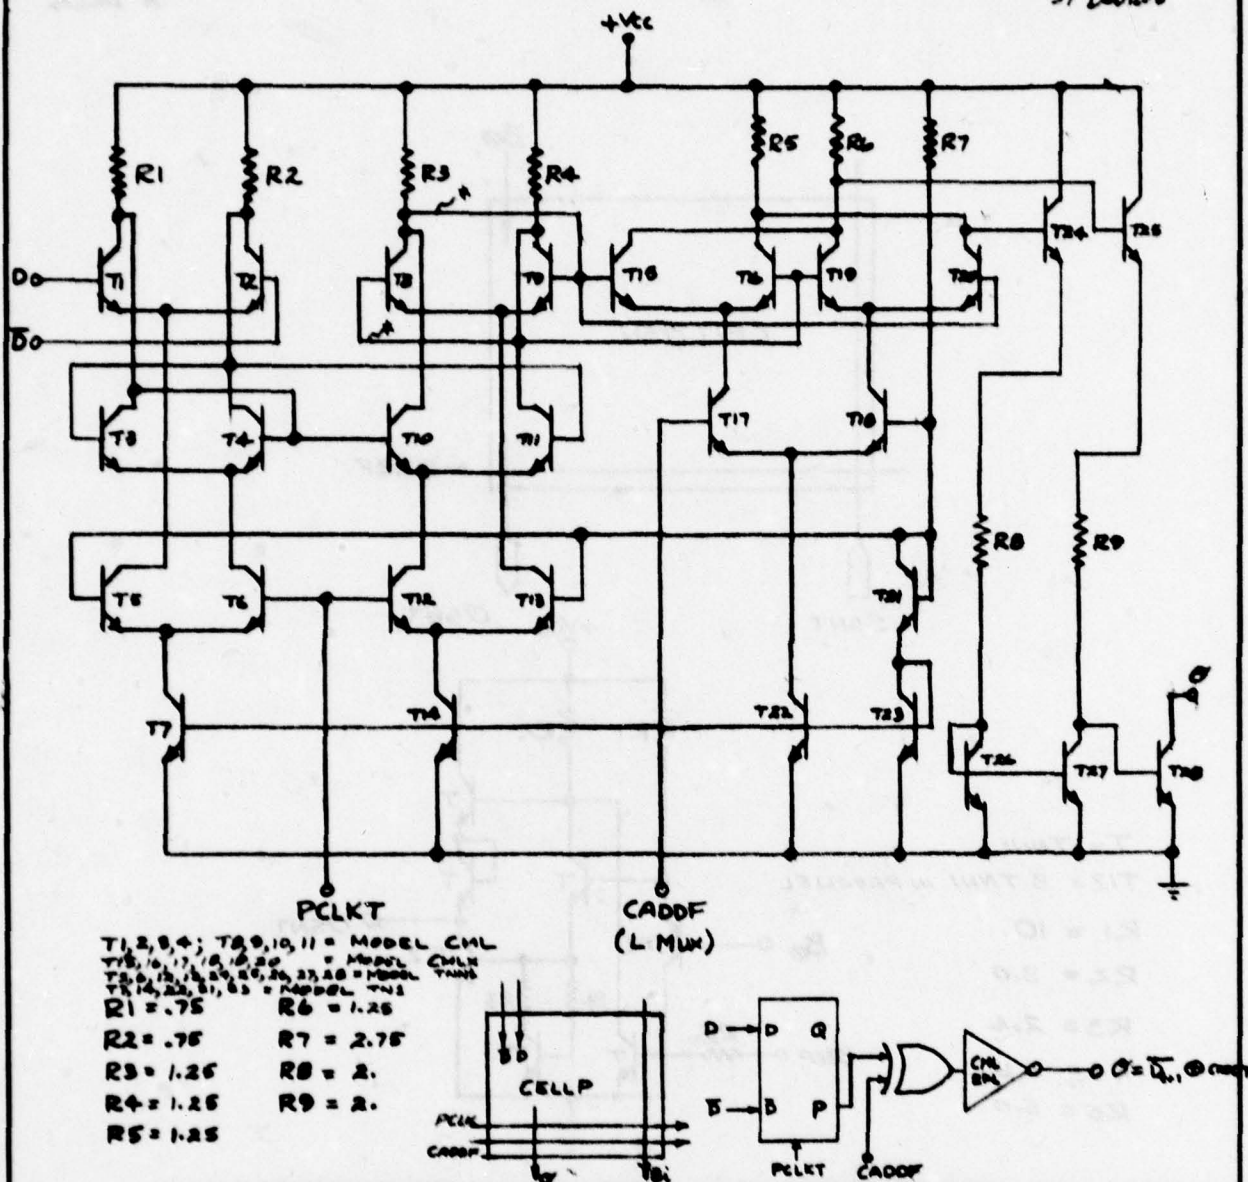 +Vcc
R1
R2
R3
R4
R5
R6
R7
D
T1
T2
T8
T9
T15
T16
T19
T20
T24
T25
D̅
T3
T4
T10
T11
T17
T18
R8
R9
T5
T6
T12
T13
T21
T7
T14
T22
T23
T26
T27
T28
σ
PCLKT
CADDF
(L MUX)
T1,2,3,4; T8,9,10,11 = MODEL CML
R1 = .75
R2 = .75
R3 = 1.25
R4 = 1.25
R5 = 1.25
R6 = 1.25
R7 = 2.75
R8 = 2.
R9 = 2.
D̅ D
CELLP
PCLK
CADDF
σ
Bi
D
D
Q
D̅
D̅
P
PCLKT
CADDF
CML